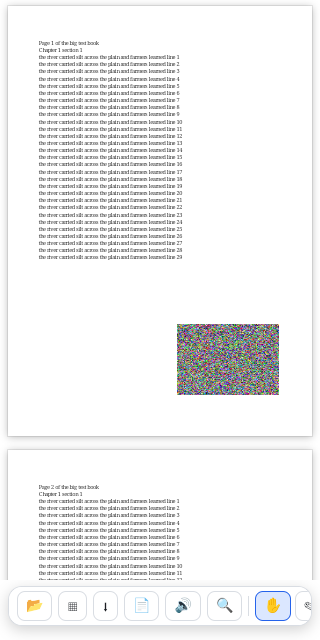 Page 1 of the big test book
Chapter 1 section 1
the river carried silt across the plain and farmers learned line 1
the river carried silt across the plain and farmers learned line 2
the river carried silt across the plain and farmers learned line 3
the river carried silt across the plain and farmers learned line 4
the river carried silt across the plain and farmers learned line 5
the river carried silt across the plain and farmers learned line 6
the river carried silt across the plain and farmers learned line 7
the river carried silt across the plain and farmers learned line 8
the river carried silt across the plain and farmers learned line 9
the river carried silt across the plain and farmers learned line 10
the river carried silt across the plain and farmers learned line 11
the river carried silt across the plain and farmers learned line 12
the river carried silt across the plain and farmers learned line 13
the river carried silt across the plain and farmers learned line 14
the river carried silt across the plain and farmers learned line 15
the river carried silt across the plain and farmers learned line 16
the river carried silt across the plain and farmers learned line 17
the river carried silt across the plain and farmers learned line 18
the river carried silt across the plain and farmers learned line 19
the river carried silt across the plain and farmers learned line 20
the river carried silt across the plain and farmers learned line 21
the river carried silt across the plain and farmers learned line 22
the river carried silt across the plain and farmers learned line 23
the river carried silt across the plain and farmers learned line 24
the river carried silt across the plain and farmers learned line 25
the river carried silt across the plain and farmers learned line 26
the river carried silt across the plain and farmers learned line 27
the river carried silt across the plain and farmers learned line 28
the river carried silt across the plain and farmers learned line 29
Page 2 of the big test book
Chapter 1 section 1
the river carried silt across the plain and farmers learned line 1
the river carried silt across the plain and farmers learned line 2
the river carried silt across the plain and farmers learned line 3
the river carried silt across the plain and farmers learned line 4
the river carried silt across the plain and farmers learned line 5
the river carried silt across the plain and farmers learned line 6
the river carried silt across the plain and farmers learned line 7
the river carried silt across the plain and farmers learned line 8
the river carried silt across the plain and farmers learned line 9
the river carried silt across the plain and farmers learned line 10
the river carried silt across the plain and farmers learned line 11